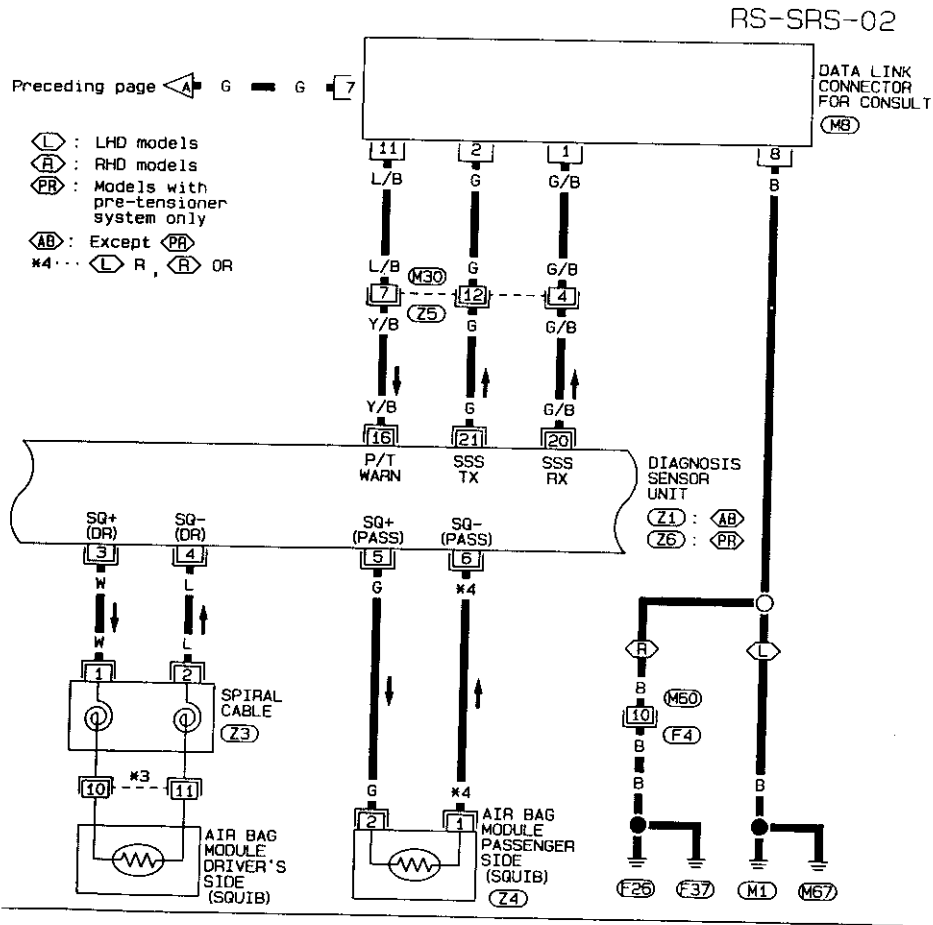 RS-SRS-02
Preceding page A G G 7
DATA LINK
CONNECTOR
FOR CONSULT
M8
L : LHD models
R : RHD models
PR : Models with
pre-tensioner
system only
AB : Except PR
*4··· L R , R OR
11 2 1 8
L/B G G/B B
L/B G G/B
M30
7 12 4
Z5
Y/B G G/B
Y/B G G/B
16 21 20
P/T
WARN
SSS
TX
SSS
RX
DIAGNOSIS
SENSOR
UNIT
Z1 : AB
Z6 : PR
SQ+
(DR)
SQ-
(DR)
SQ+
(PASS)
SQ-
(PASS)
3 4 5 6
W L G *4
W L
1 2
SPIRAL
CABLE
Z3
R L
B
M60
10
F4
B
B B
10 *3 11
G *4
2 1
AIR BAG
MODULE
DRIVER'S
SIDE
(SQUIB)
AIR BAG
MODULE
PASSENGER
SIDE
(SQUIB)
Z4
F26 F37 M1 M67